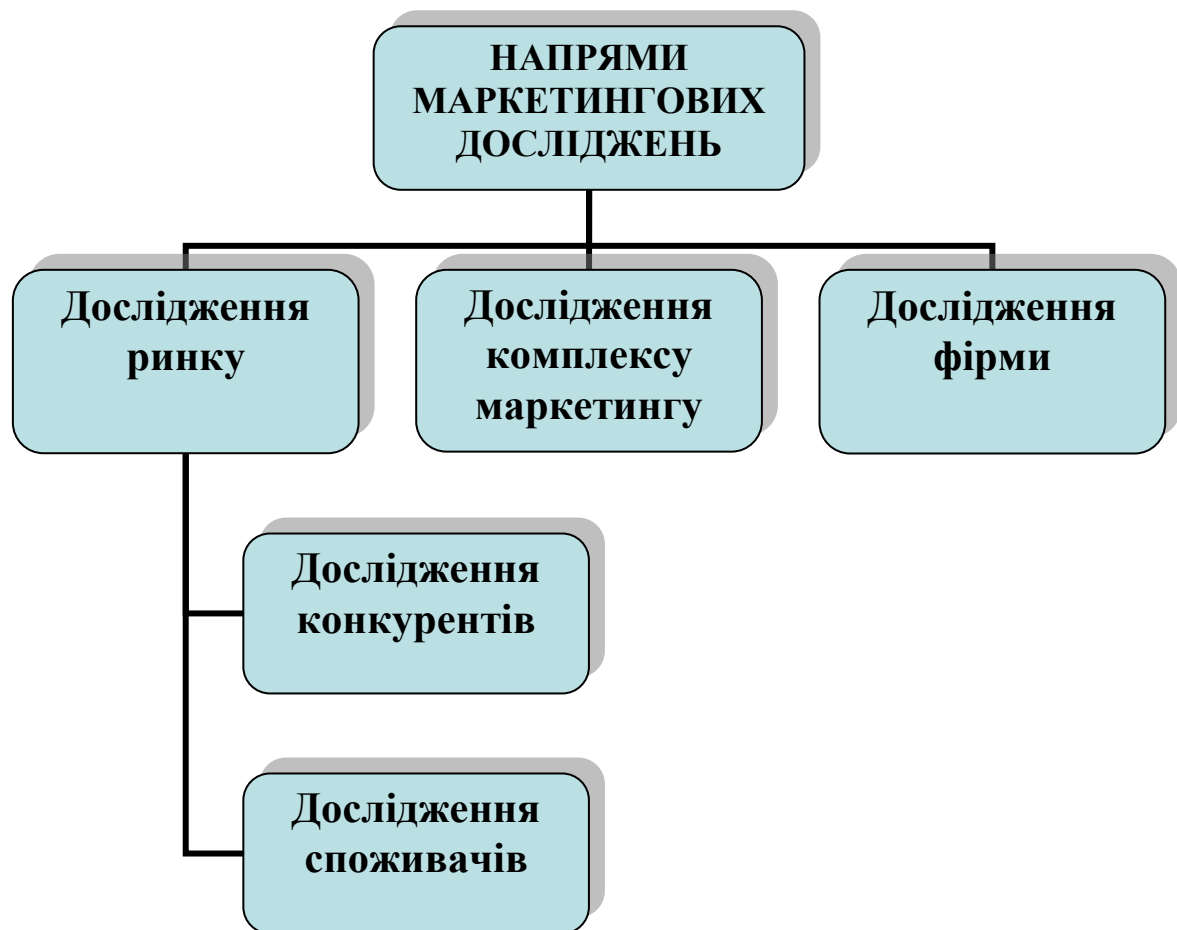 НАПРЯМИ
МАРКЕТИНГОВИХ
ДОСЛІДЖЕНЬ
Дослідження
ринку
Дослідження
комплексу
маркетингу
Дослідження
фірми
Дослідження
конкурентів
Дослідження
споживачів